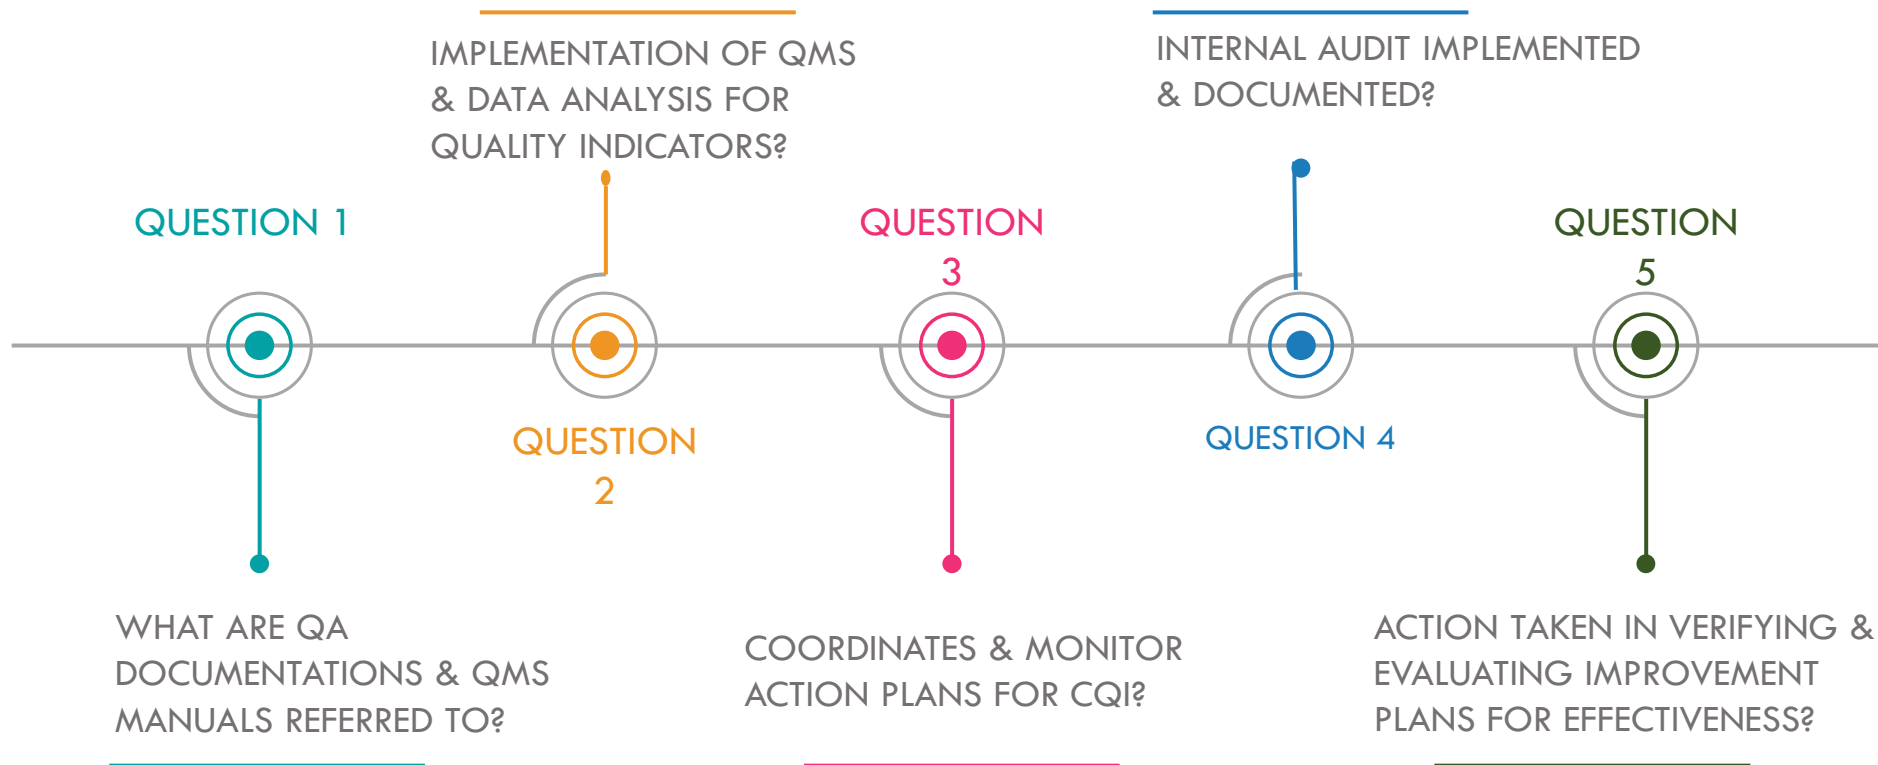 QUESTION 1
WHAT ARE QA
DOCUMENTATIONS & QMS
MANUALS REFERRED TO?
IMPLEMENTATION OF QMS
& DATA ANALYSIS FOR
QUALITY INDICATORS?
QUESTION
2
QUESTION
3
COORDINATES & MONITOR
ACTION PLANS FOR CQI?
INTERNAL AUDIT IMPLEMENTED
& DOCUMENTED?
QUESTION 4
QUESTION
5
ACTION TAKEN IN VERIFYING &
EVALUATING IMPROVEMENT
PLANS FOR EFFECTIVENESS?